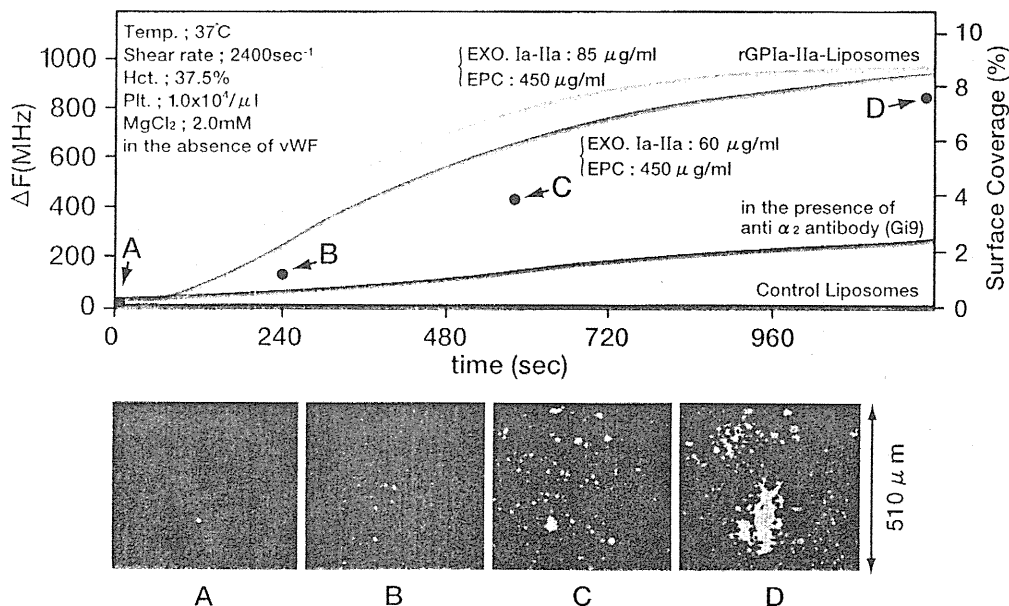 Temp. ; 37℃
Shear rate ; 2400sec⁻¹
Hct. ; 37.5%
Plt. ; 1.0x10⁴/μl
MgCl₂ ; 2.0mM
in the absence of vWF
EXO. Ia-IIa : 85 μg/ml
EPC : 450 μg/ml
rGPIa-IIa-Liposomes
EXO. Ia-IIa : 60 μg/ml
EPC : 450 μg/ml
in the presence of
anti α₂ antibody (Gi9)
Control Liposomes
A
B
C
D
ΔF(MHz)
1000
800
600
400
200
0
Surface Coverage (%)
10
8
6
4
2
0
0
240
480
720
960
time (sec)
510 μm
A
B
C
D